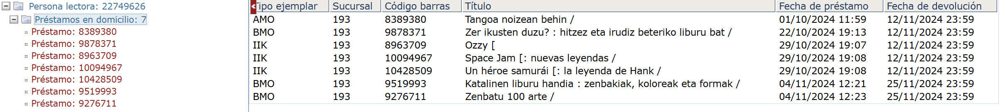 Persona lectora: 22749626
Préstamos en domicilio: 7
Préstamo: 8389380
Préstamo: 9878371
Préstamo: 8963709
Préstamo: 10094967
Préstamo: 10428509
Préstamo: 9519993
Préstamo: 9276711
Tipo ejemplar Sucursal Código barras Título Fecha de préstamo Fecha de devolución
AMO 193 8389380 Tangoa noizean behin / 01/10/2024 11:59 12/11/2024 23:59
BMO 193 9878371 Zer ikusten duzu? : hitzez eta irudiz beteriko liburu bat / 22/10/2024 19:13 12/11/2024 23:59
IIK 193 8963709 Ozzy [ 29/10/2024 19:07 12/11/2024 23:59
IIK 193 10094967 Space Jam [: nuevas leyendas / 29/10/2024 19:08 12/11/2024 23:59
IIK 193 10428509 Un héroe samurái [: la leyenda de Hank / 29/10/2024 19:08 12/11/2024 23:59
BMO 193 9519993 Katalinen liburu handia : zenbakiak, koloreak eta formak / 04/11/2024 12:21 25/11/2024 23:59
BMO 193 9276711 Zenbatu 100 arte / 04/11/2024 12:23 25/11/2024 23:59